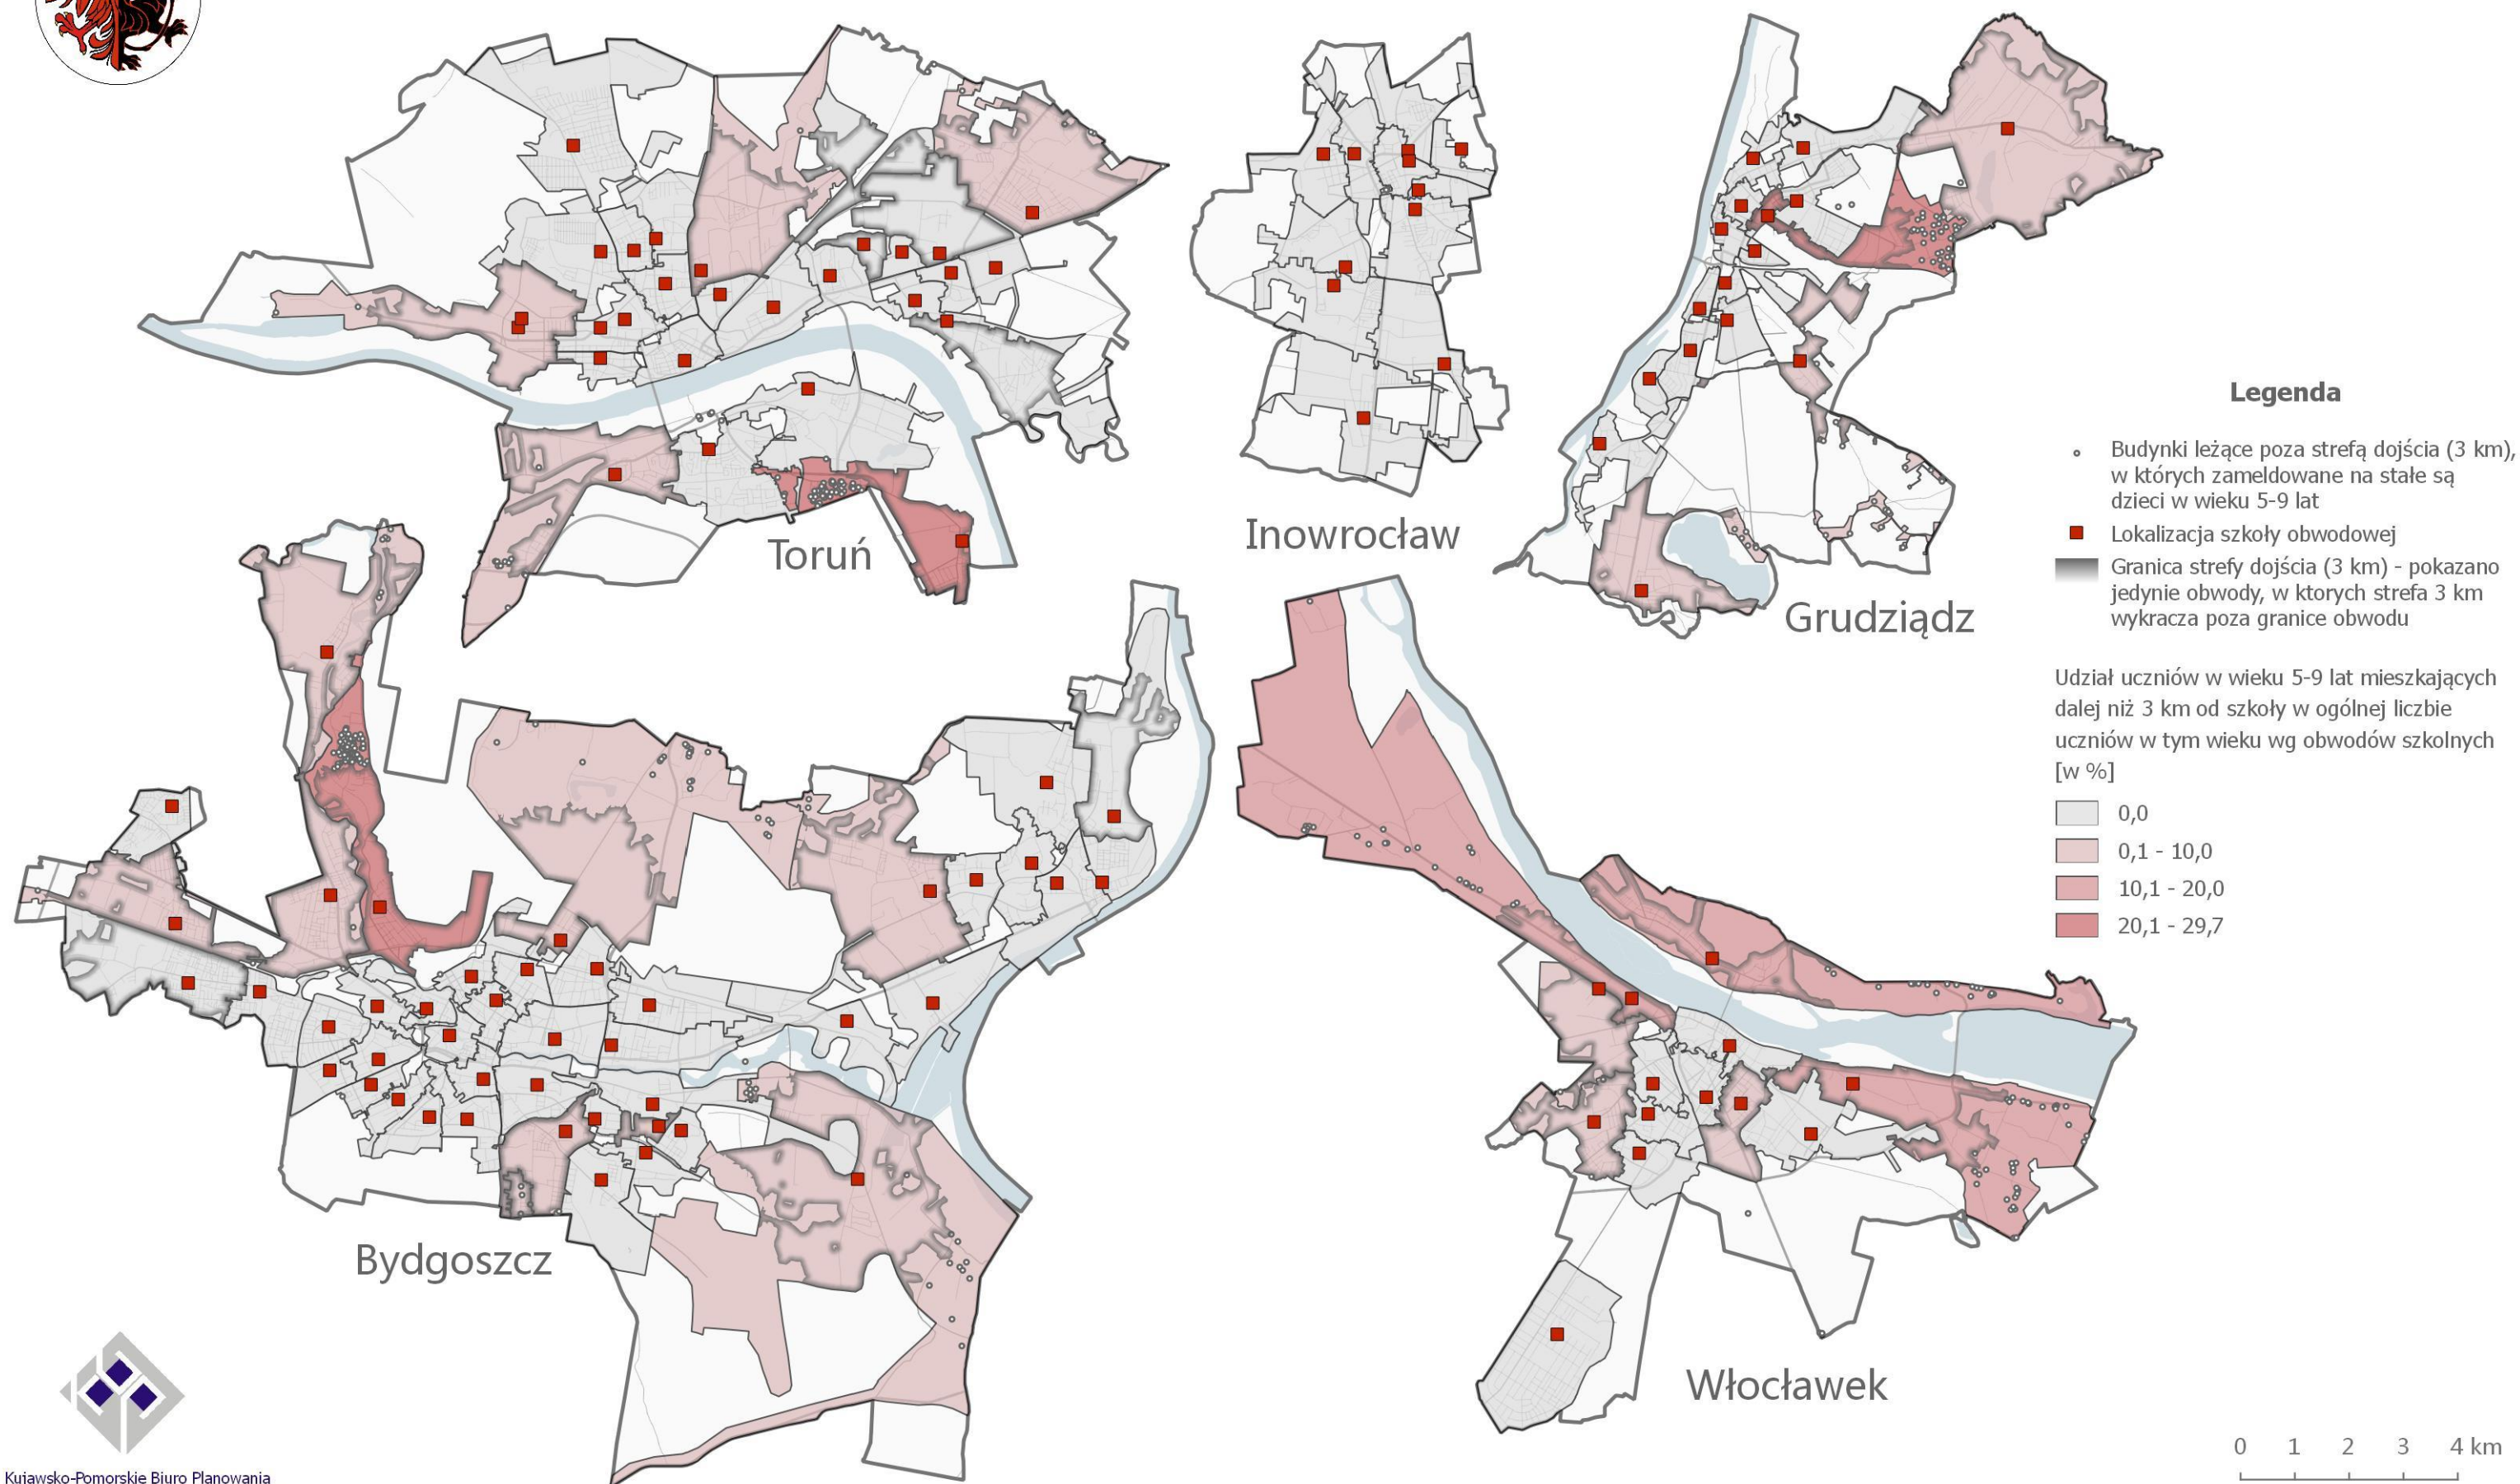 Toruń
Inowrocław
Grudziądz
Bydgoszcz
Włocławek
Legenda
Budynki leżące poza strefą dojścia (3 km),
w których zameldowane na stałe są
dzieci w wieku 5-9 lat
Lokalizacja szkoły obwodowej
Granica strefy dojścia (3 km) - pokazano
jedynie obwody, w ktorych strefa 3 km
wykracza poza granice obwodu
Udział uczniów w wieku 5-9 lat mieszkających
dalej niż 3 km od szkoły w ogólnej liczbie
uczniów w tym wieku wg obwodów szkolnych
[w %]
0,0
0,1 - 10,0
10,1 - 20,0
20,1 - 29,7
0 1 2 3 4 km
Kujawsko-Pomorskie Biuro Planowania